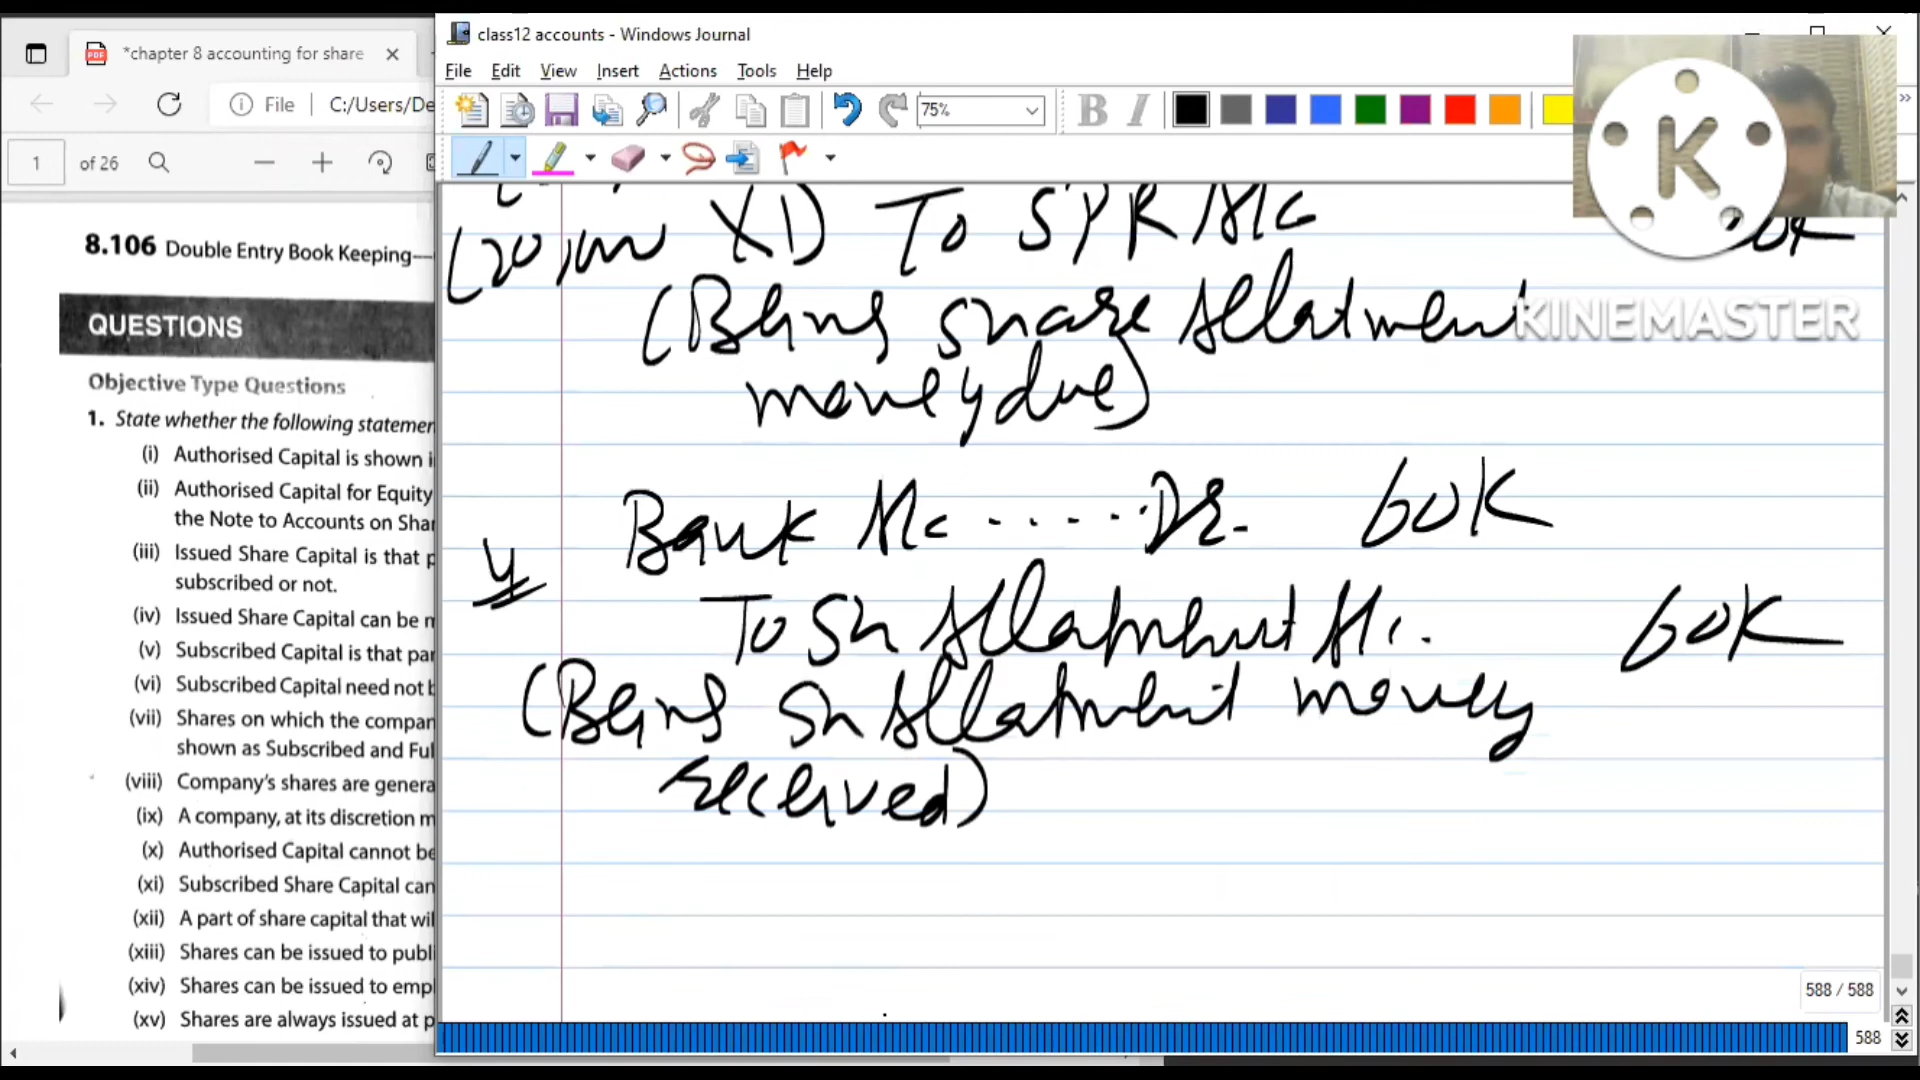 *chapter 8 accounting for share
File
C:/Users/De
1 of 26
8.106 Double Entry Book Keeping—
QUESTIONS
Objective Type Questions
1. State whether the following statemen
(i) Authorised Capital is shown i
(ii) Authorised Capital for Equity
the Note to Accounts on Shar
(iii) Issued Share Capital is that p
subscribed or not.
(iv) Issued Share Capital can be m
(v) Subscribed Capital is that par
(vi) Subscribed Capital need not b
(vii) Shares on which the compan
shown as Subscribed and Ful
(viii) Company's shares are genera
(ix) A company, at its discretion m
(x) Authorised Capital cannot be
(xi) Subscribed Share Capital can
(xii) A part of share capital that wil
(xiii) Shares can be issued to publi
(xiv) Shares can be issued to empl
(xv) Shares are always issued at p
class12 accounts - Windows Journal
File Edit View Insert Actions Tools Help
75%
B I
K
KINEMASTER
To SPR A/c
(Being share Allotment
money due)
Bank A/c ...... Dr. 60K
4
To Sh Allotment A/c. 60K
(Being Sh Allotment money
received)
588 / 588
588